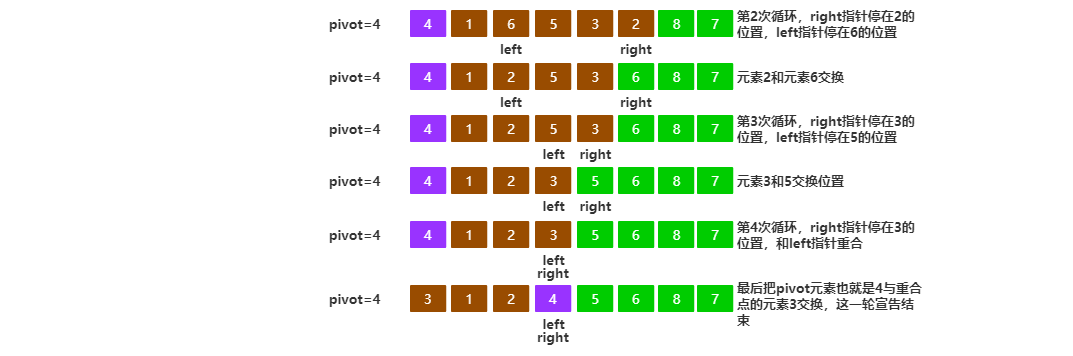 pivot=4 4 1 6 5 3 2 8 7 第2次循环，right指针停在2的
位置，left指针停在6的位置
left right
pivot=4 4 1 2 5 3 6 8 7 元素2和元素6交换
left right
pivot=4 4 1 2 5 3 6 8 7 第3次循环，right指针停在3的
位置，left指针停在5的位置
left right
pivot=4 4 1 2 3 5 6 8 7 元素3和5交换位置
left right
pivot=4 4 1 2 3 5 6 8 7 第4次循环，right指针停在3的
位置，和left指针重合
left
right
pivot=4 3 1 2 4 5 6 8 7 最后把pivot元素也就是4与重合
点的元素3交换，这一轮宣告结
束
left
right